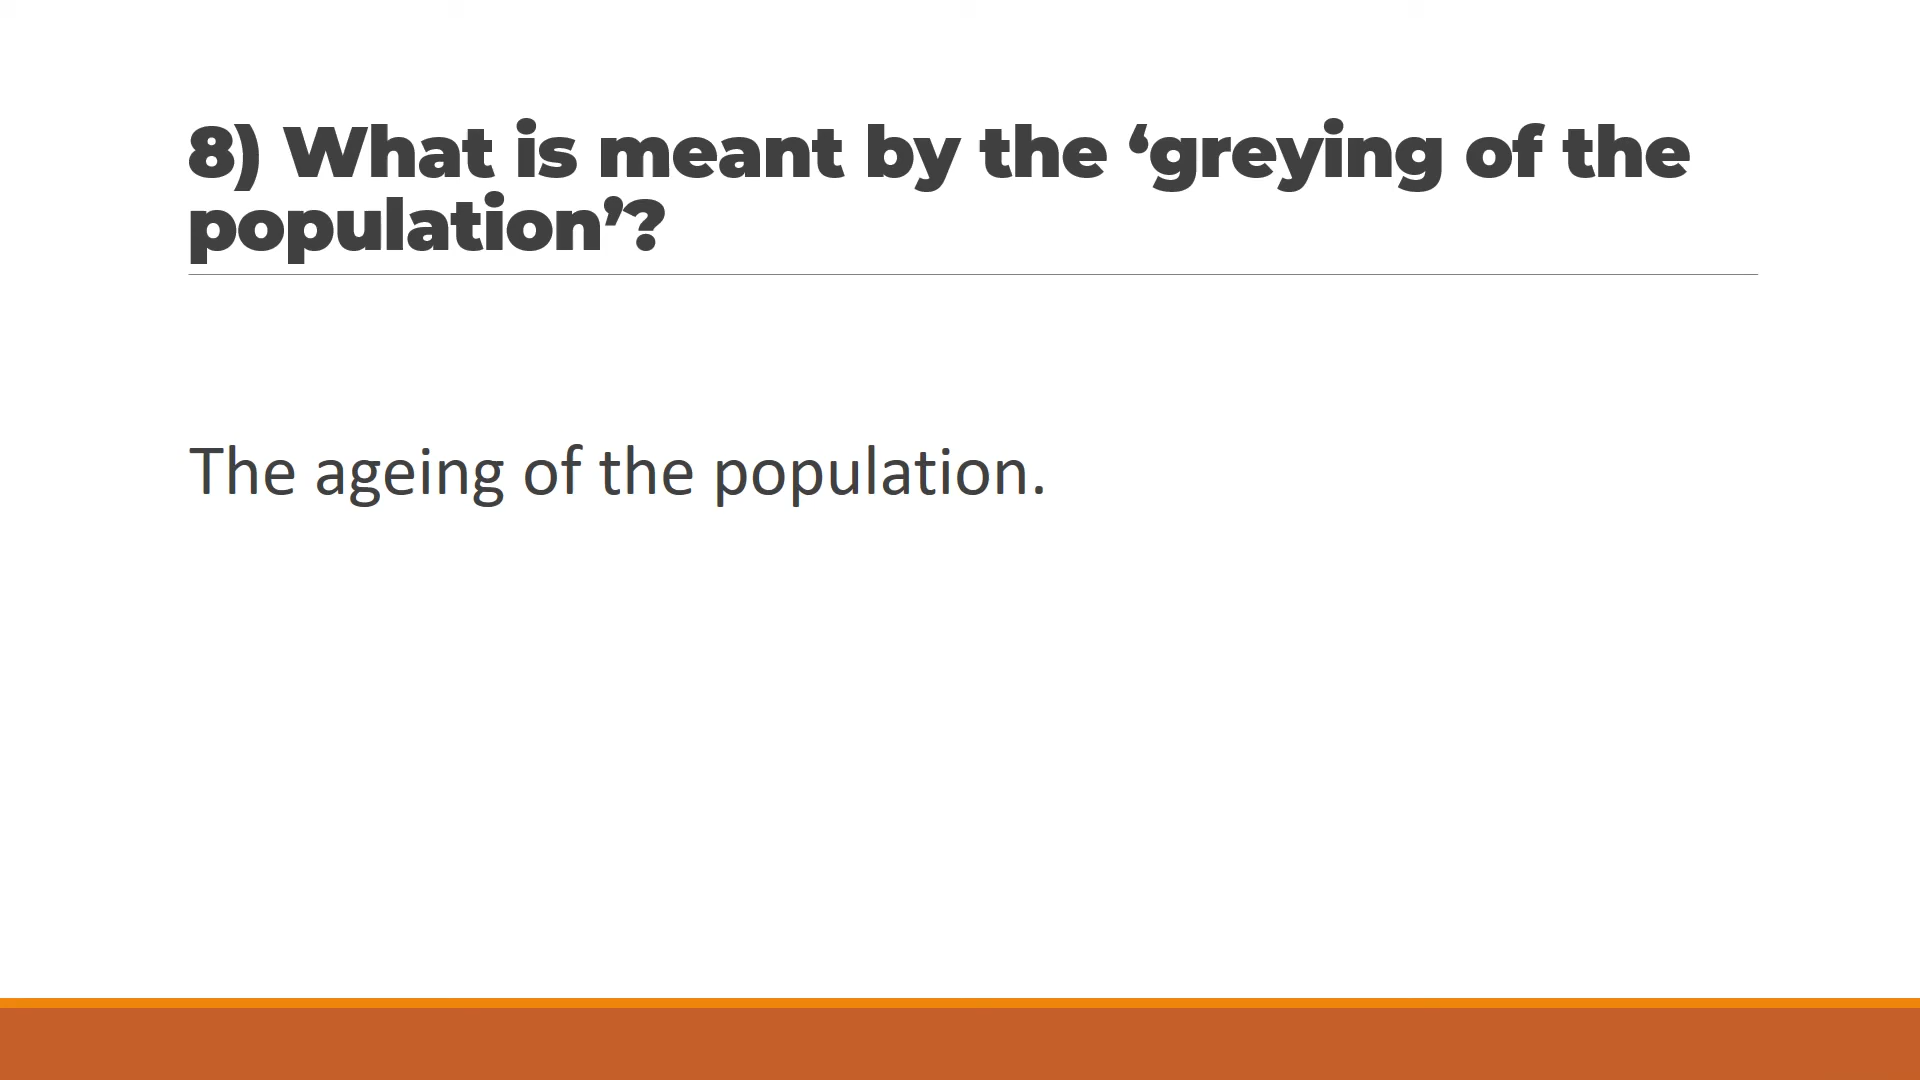 8) What is meant by the ‘greying of the
population’?
The ageing of the population.